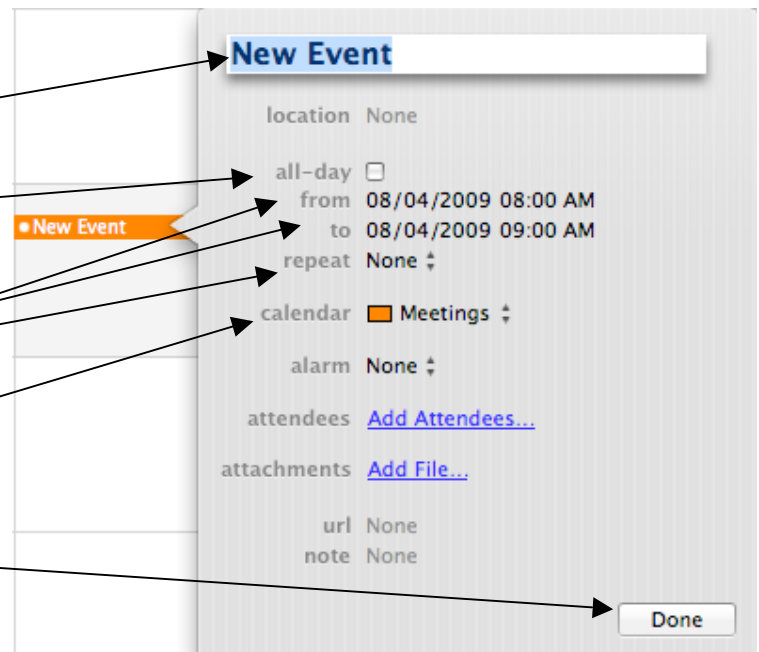 New Event
location None
all-day
from 08/04/2009 08:00 AM
New Event
to 08/04/2009 09:00 AM
repeat None
calendar Meetings
alarm None
attendees Add Attendees...
attachments Add File...
url None
note None
Done